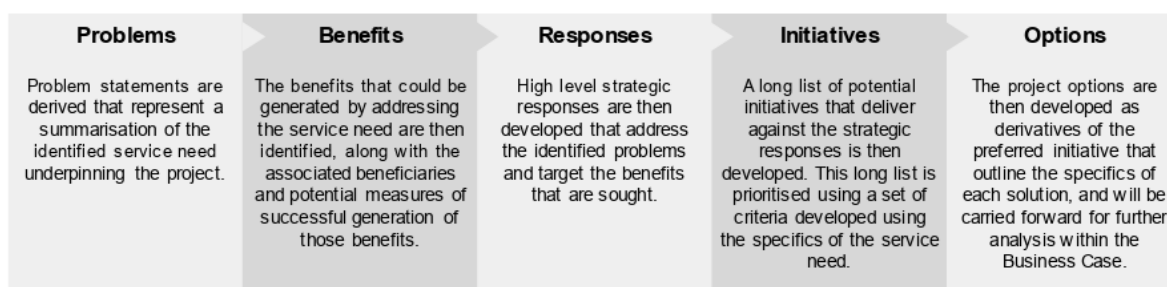 Problems
Problem statements are
derived that represent a
summarisation of the
identified service need
underpinning the project.
Benefits
The benefits that could be
generated by addressing
the service need are then
identified, along with the
associated beneficiaries
and potential measures of
successful generation of
those benefits.
Responses
High level strategic
responses are then
developed that address
the identified problems
and target the benefits
that are sought.
Initiatives
A long list of potential
initiatives that deliver
against the strategic
responses is then
developed. This long list is
prioritised using a set of
criteria developed using
the specifics of the service
need.
Options
The project options are
then developed as
derivatives of the
preferred initiative that
outline the specifics of
each solution, and will be
carried forward for further
analysis within the
Business Case.